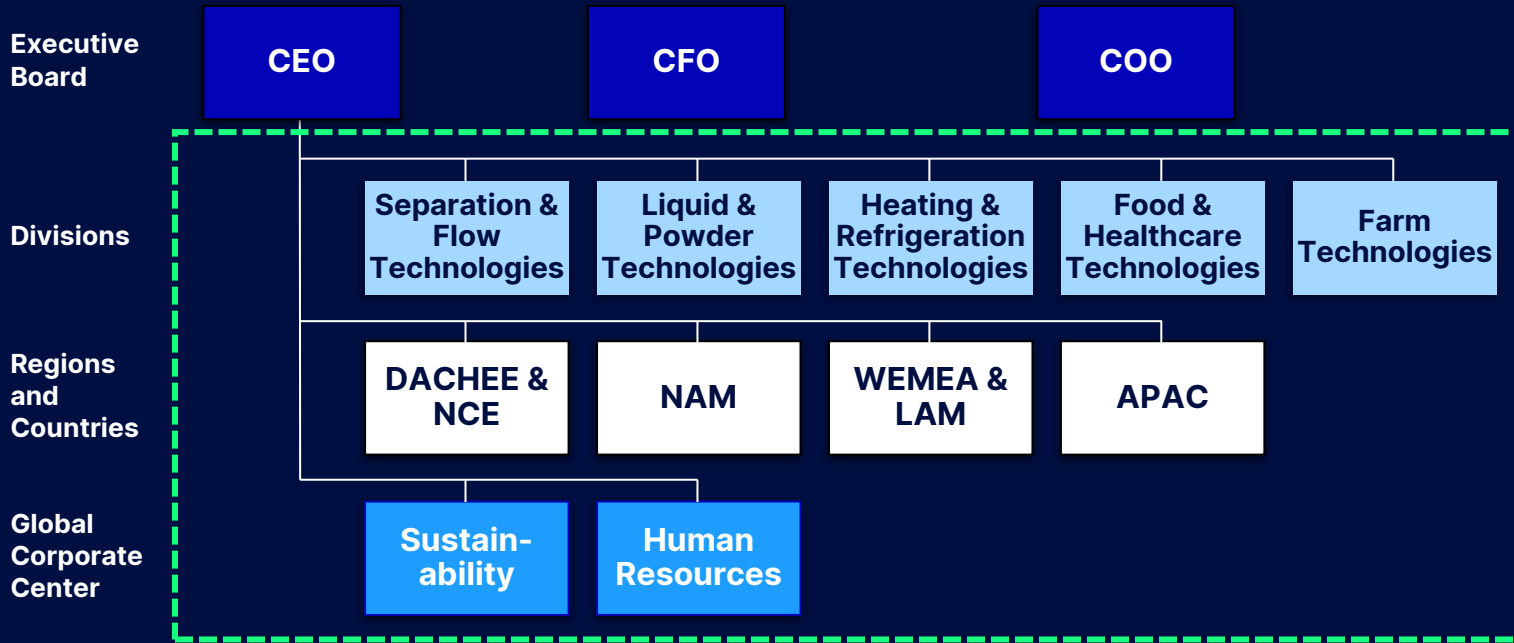 Executive
Board
CEO
CFO
COO
Divisions
Separation &
Flow
Technologies
Liquid &
Powder
Technologies
Heating &
Refrigeration
Technologies
Food &
Healthcare
Technologies
Farm
Technologies
Regions
and
Countries
DACHEE &
NCE
NAM
WEMEA &
LAM
APAC
Global
Corporate
Center
Sustain-
ability
Human
Resources